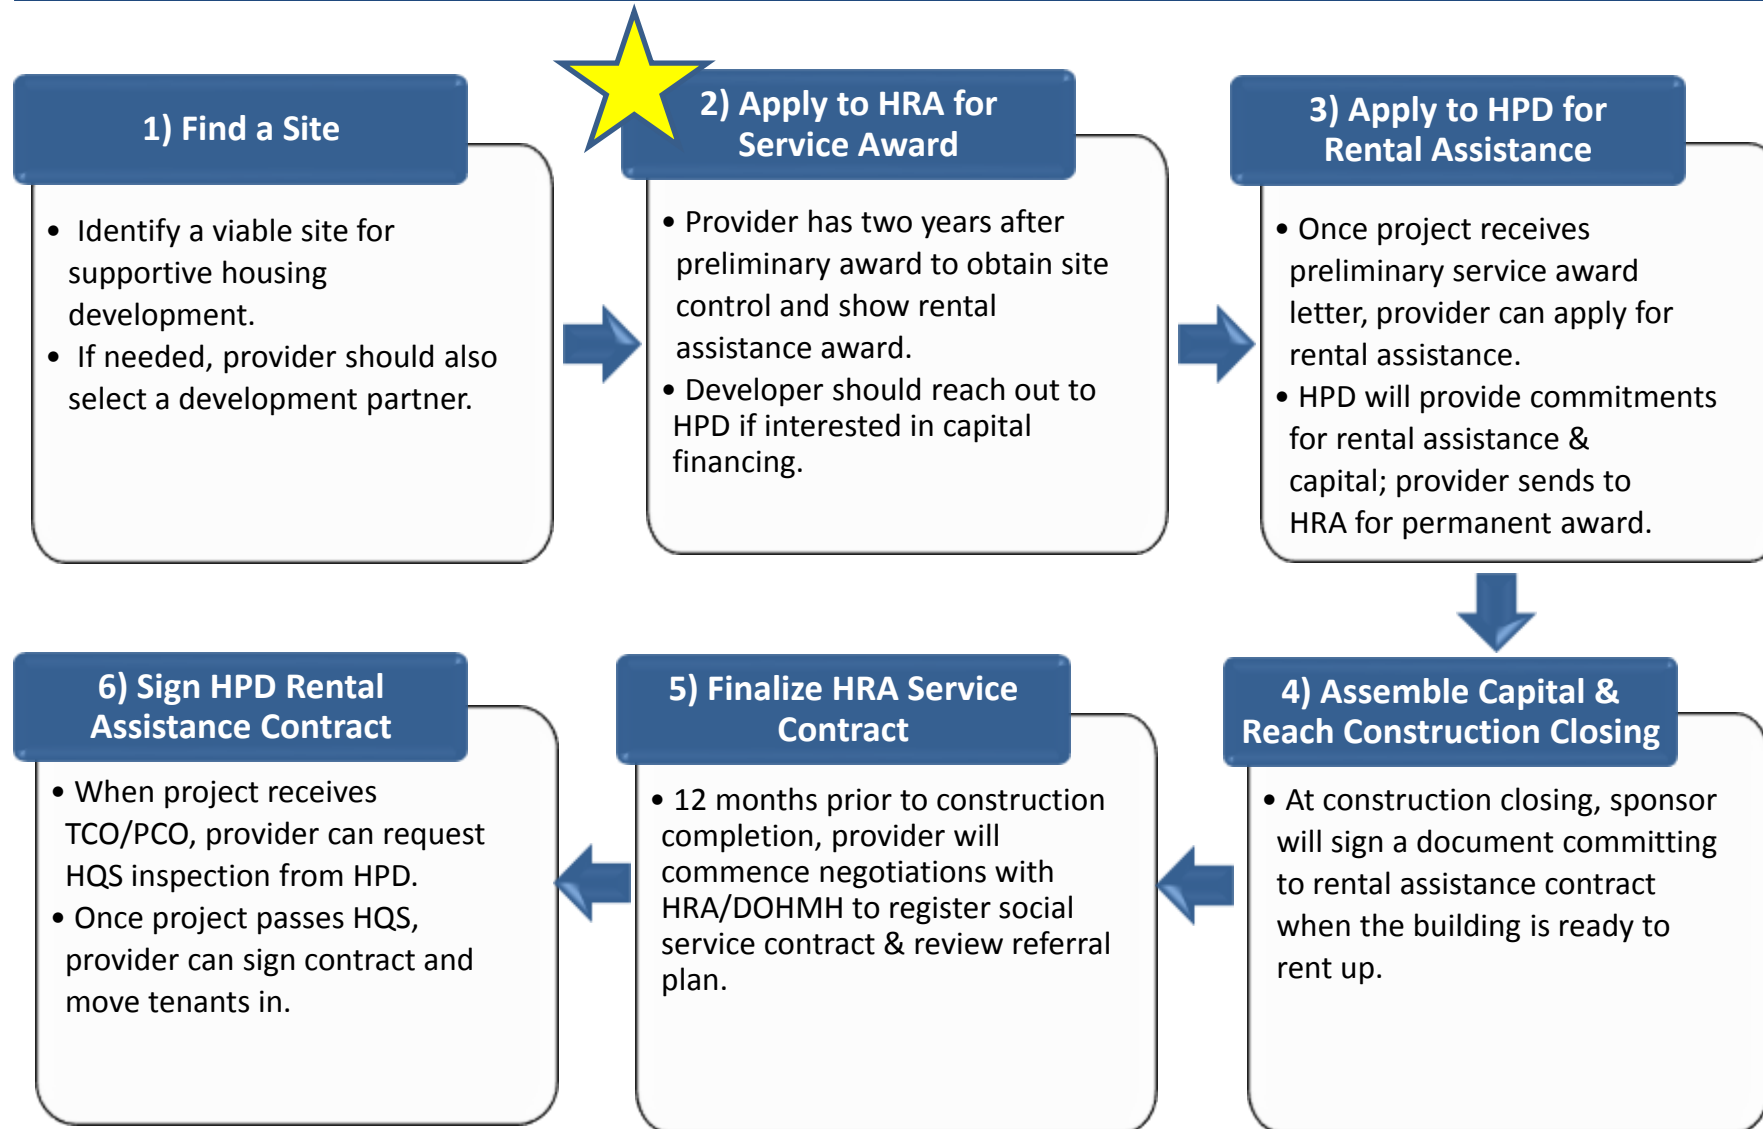 1) Find a Site
• Identify a viable site for
supportive housing
development.
• If needed, provider should also
select a development partner.
2) Apply to HRA for
Service Award
• Provider has two years after
preliminary award to obtain site
control and show rental
assistance award.
• Developer should reach out to
HPD if interested in capital
financing.
3) Apply to HPD for
Rental Assistance
• Once project receives
preliminary service award
letter, provider can apply for
rental assistance.
• HPD will provide commitments
for rental assistance &
capital; provider sends to
HRA for permanent award.
4) Assemble Capital &
Reach Construction Closing
• At construction closing, sponsor
will sign a document committing
to rental assistance contract
when the building is ready to
rent up.
5) Finalize HRA Service
Contract
• 12 months prior to construction
completion, provider will
commence negotiations with
HRA/DOHMH to register social
service contract & review referral
plan.
6) Sign HPD Rental
Assistance Contract
• When project receives
TCO/PCO, provider can request
HQS inspection from HPD.
• Once project passes HQS,
provider can sign contract and
move tenants in.